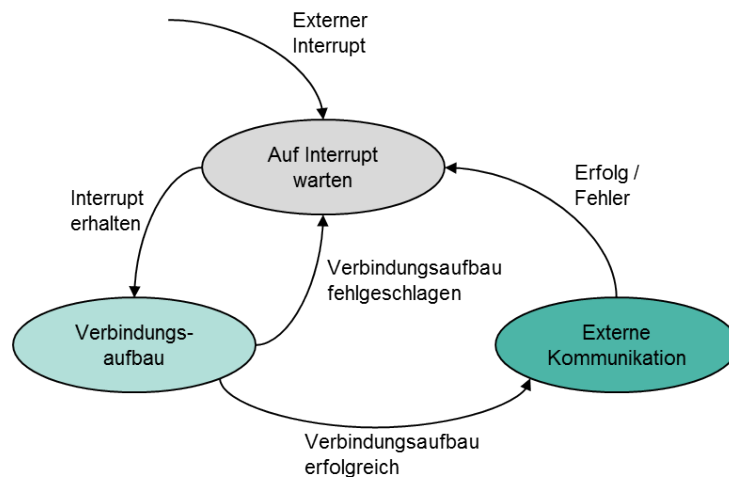 Externer
Interrupt
Auf Interrupt
warten
Interrupt
erhalten
Erfolg /
Fehler
Verbindungsaufbau
fehlgeschlagen
Verbindungs-
aufbau
Externe
Kommunikation
Verbindungsaufbau
erfolgreich